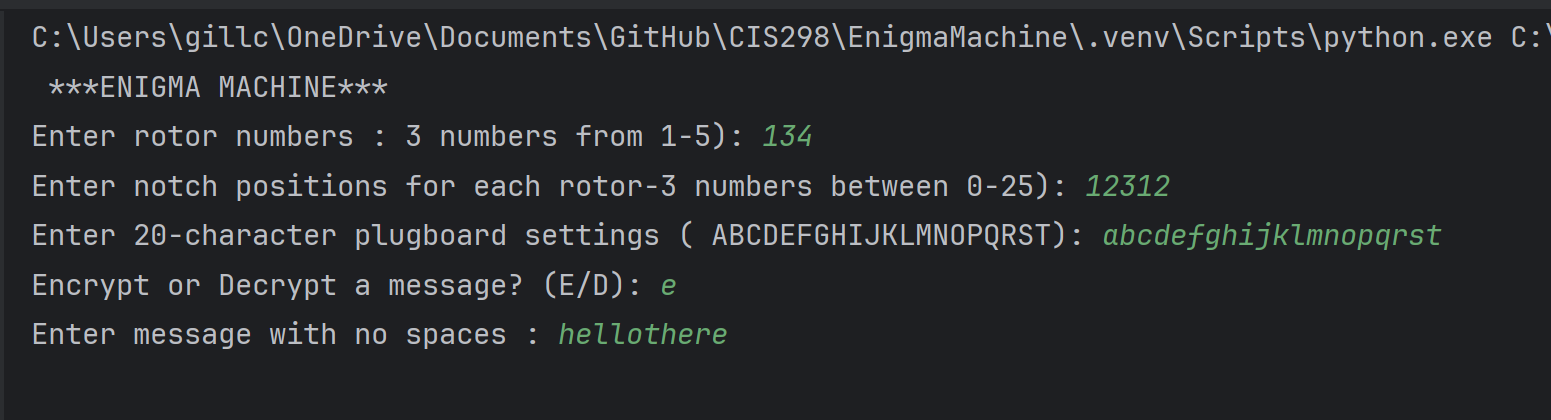 C:\Users\gillc\OneDrive\Documents\GitHub\CIS298\EnigmaMachine\.venv\Scripts\python.exe C:\
***ENIGMA MACHINE***
Enter rotor numbers : 3 numbers from 1-5): 134
Enter notch positions for each rotor-3 numbers between 0-25): 12312
Enter 20-character plugboard settings ( ABCDEFGHIJKLMNOPQRST): abcdefghijklmnopqrst
Encrypt or Decrypt a message? (E/D): e
Enter message with no spaces : hellothere